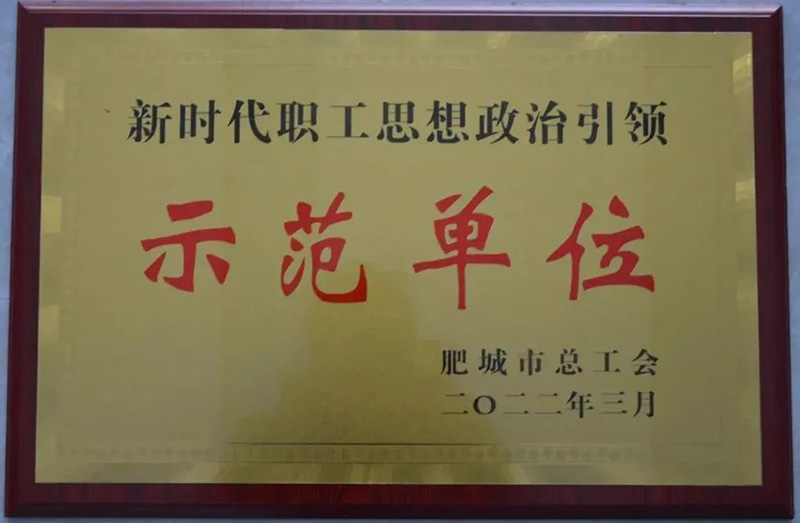 新时代职工思想政治引领
示范单位
肥城市总工会
二〇二二年三月